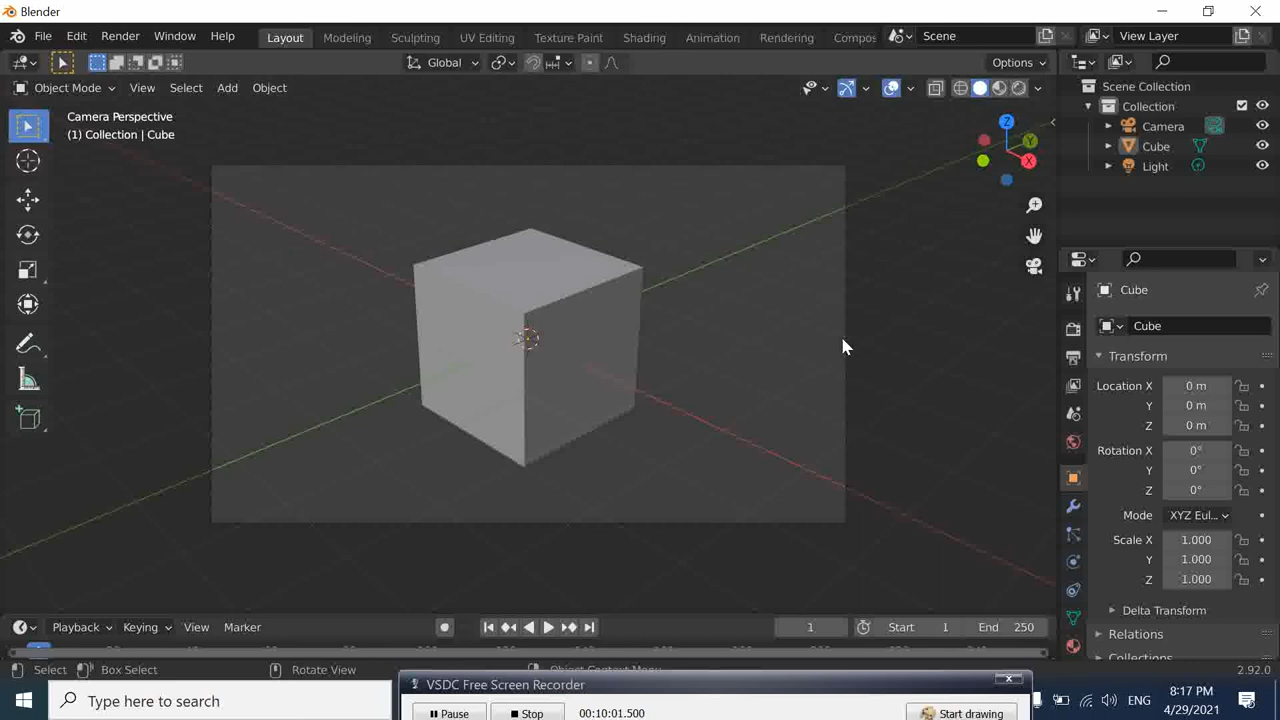 Blender
File Edit Render Window Help Layout Modeling Sculpting UV Editing Texture Paint Shading Animation Rendering Compos Scene View Layer
Global Options
Object Mode View Select Add Object
Camera Perspective
(1) Collection | Cube
Z
Y
X
Scene Collection
Collection
Camera
Cube
Light
Cube
Cube
Transform
Location X 0 m
Y 0 m
Z 0 m
Rotation X 0°
Y 0°
Z 0°
Mode XYZ Eul...
Scale X 1.000
Y 1.000
Z 1.000
Delta Transform
Relations
Playback Keying View Marker 1 Start 1 End 250
Select Box Select Rotate View 2.92.0
VSDC Free Screen Recorder
Pause Stop 00:10:01.500 Start drawing
Type here to search
ENG 8:17 PM
4/29/2021